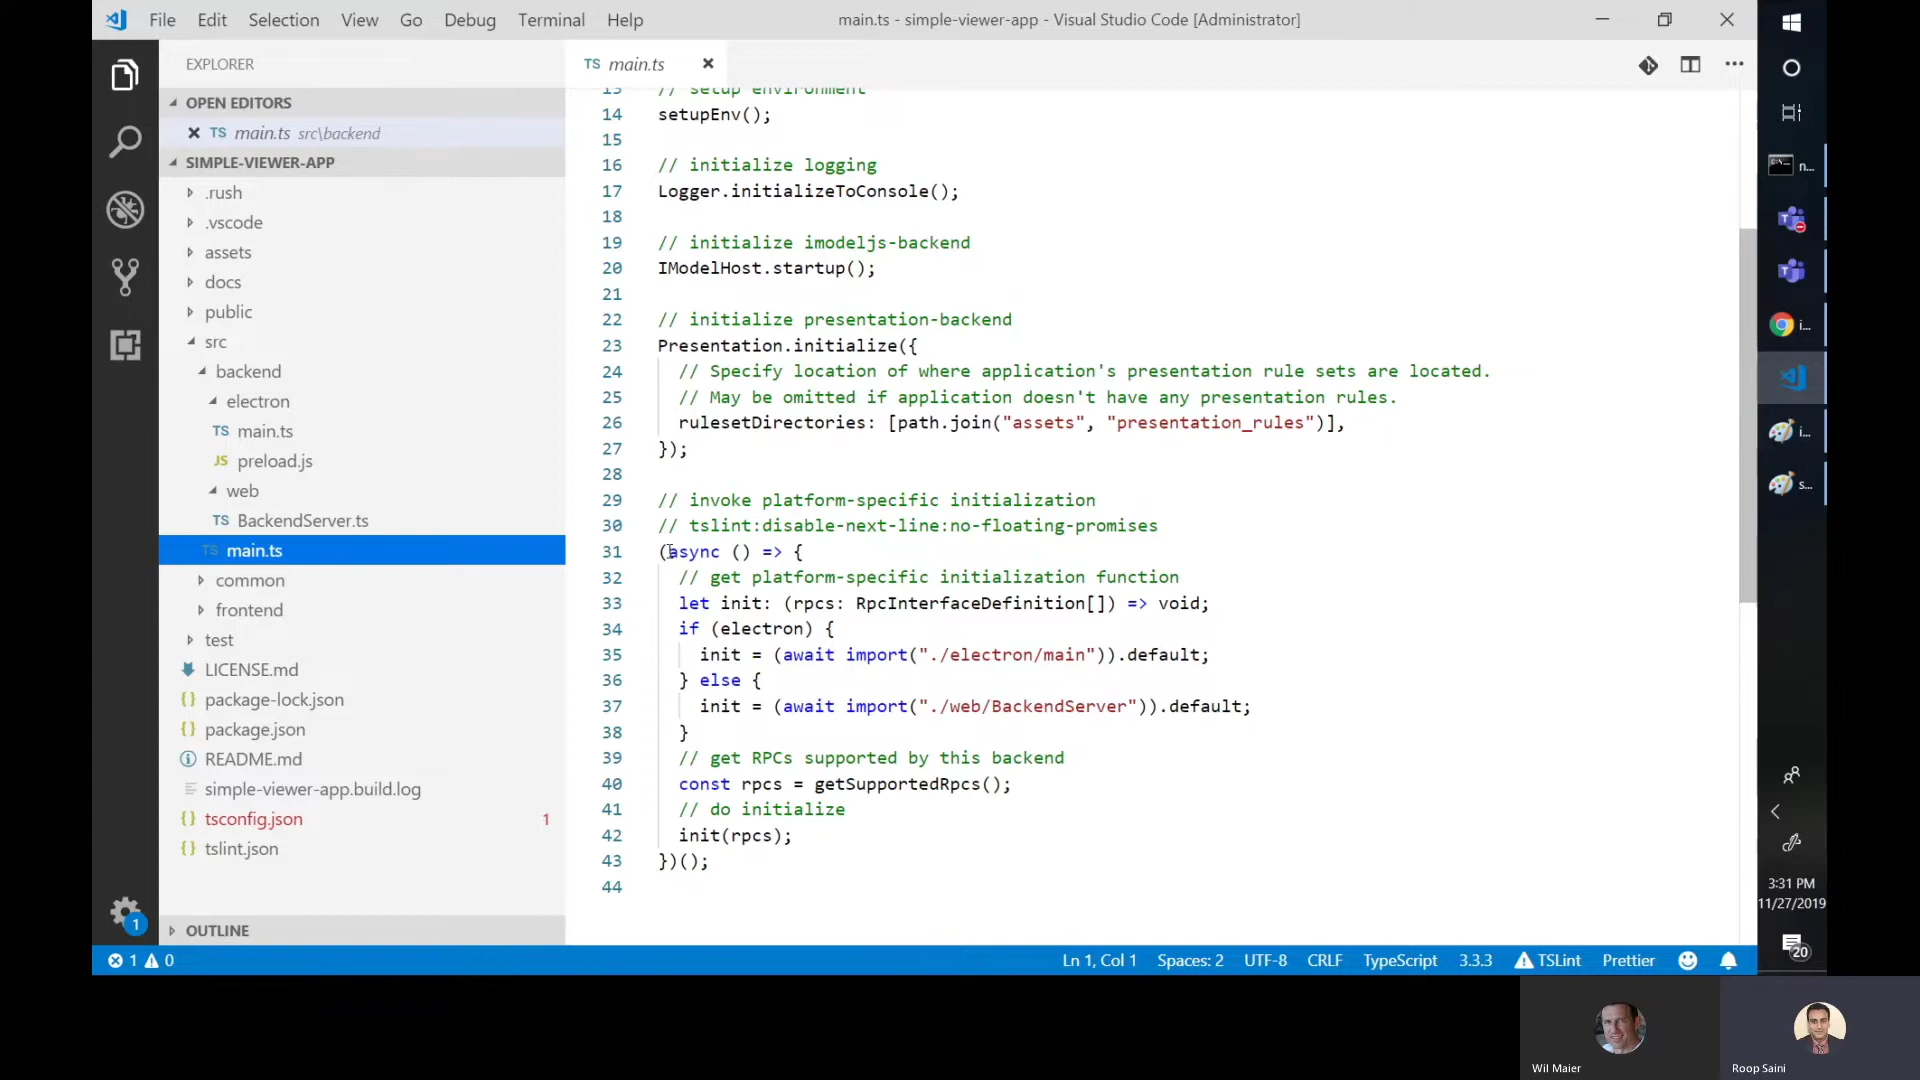 File Edit Selection View Go Debug Terminal Help
main.ts - simple-viewer-app - Visual Studio Code [Administrator]
EXPLORER
OPEN EDITORS
TS main.ts src\backend
SIMPLE-VIEWER-APP
.rush
.vscode
assets
docs
public
src
backend
electron
TS main.ts
JS preload.js
web
TS BackendServer.ts
TS main.ts
common
frontend
test
LICENSE.md
{} package-lock.json
{} package.json
README.md
simple-viewer-app.build.log
{} tsconfig.json 1
{} tslint.json
OUTLINE
1
TS main.ts
13 // setup environment
14 setupEnv();
15
16 // initialize logging
17 Logger.initializeToConsole();
18
19 // initialize imodeljs-backend
20 IModelHost.startup();
21
22 // initialize presentation-backend
23 Presentation.initialize({
24 // Specify location of where application's presentation rule sets are located.
25 // May be omitted if application doesn't have any presentation rules.
26 rulesetDirectories: [path.join("assets", "presentation_rules")],
27 });
28
29 // invoke platform-specific initialization
30 // tslint:disable-next-line:no-floating-promises
31 (async () => {
32 // get platform-specific initialization function
33 let init: (rpcs: RpcInterfaceDefinition[]) => void;
34 if (electron) {
35 init = (await import("./electron/main")).default;
36 } else {
37 init = (await import("./web/BackendServer")).default;
38 }
39 // get RPCs supported by this backend
40 const rpcs = getSupportedRpcs();
41 // do initialize
42 init(rpcs);
43 })();
44
1 0
Ln 1, Col 1 Spaces: 2 UTF-8 CRLF TypeScript 3.3.3 TSLint Prettier
n...
i...
i...
s...
3:31 PM
11/27/2019
20
Wil Maier
Roop Saini